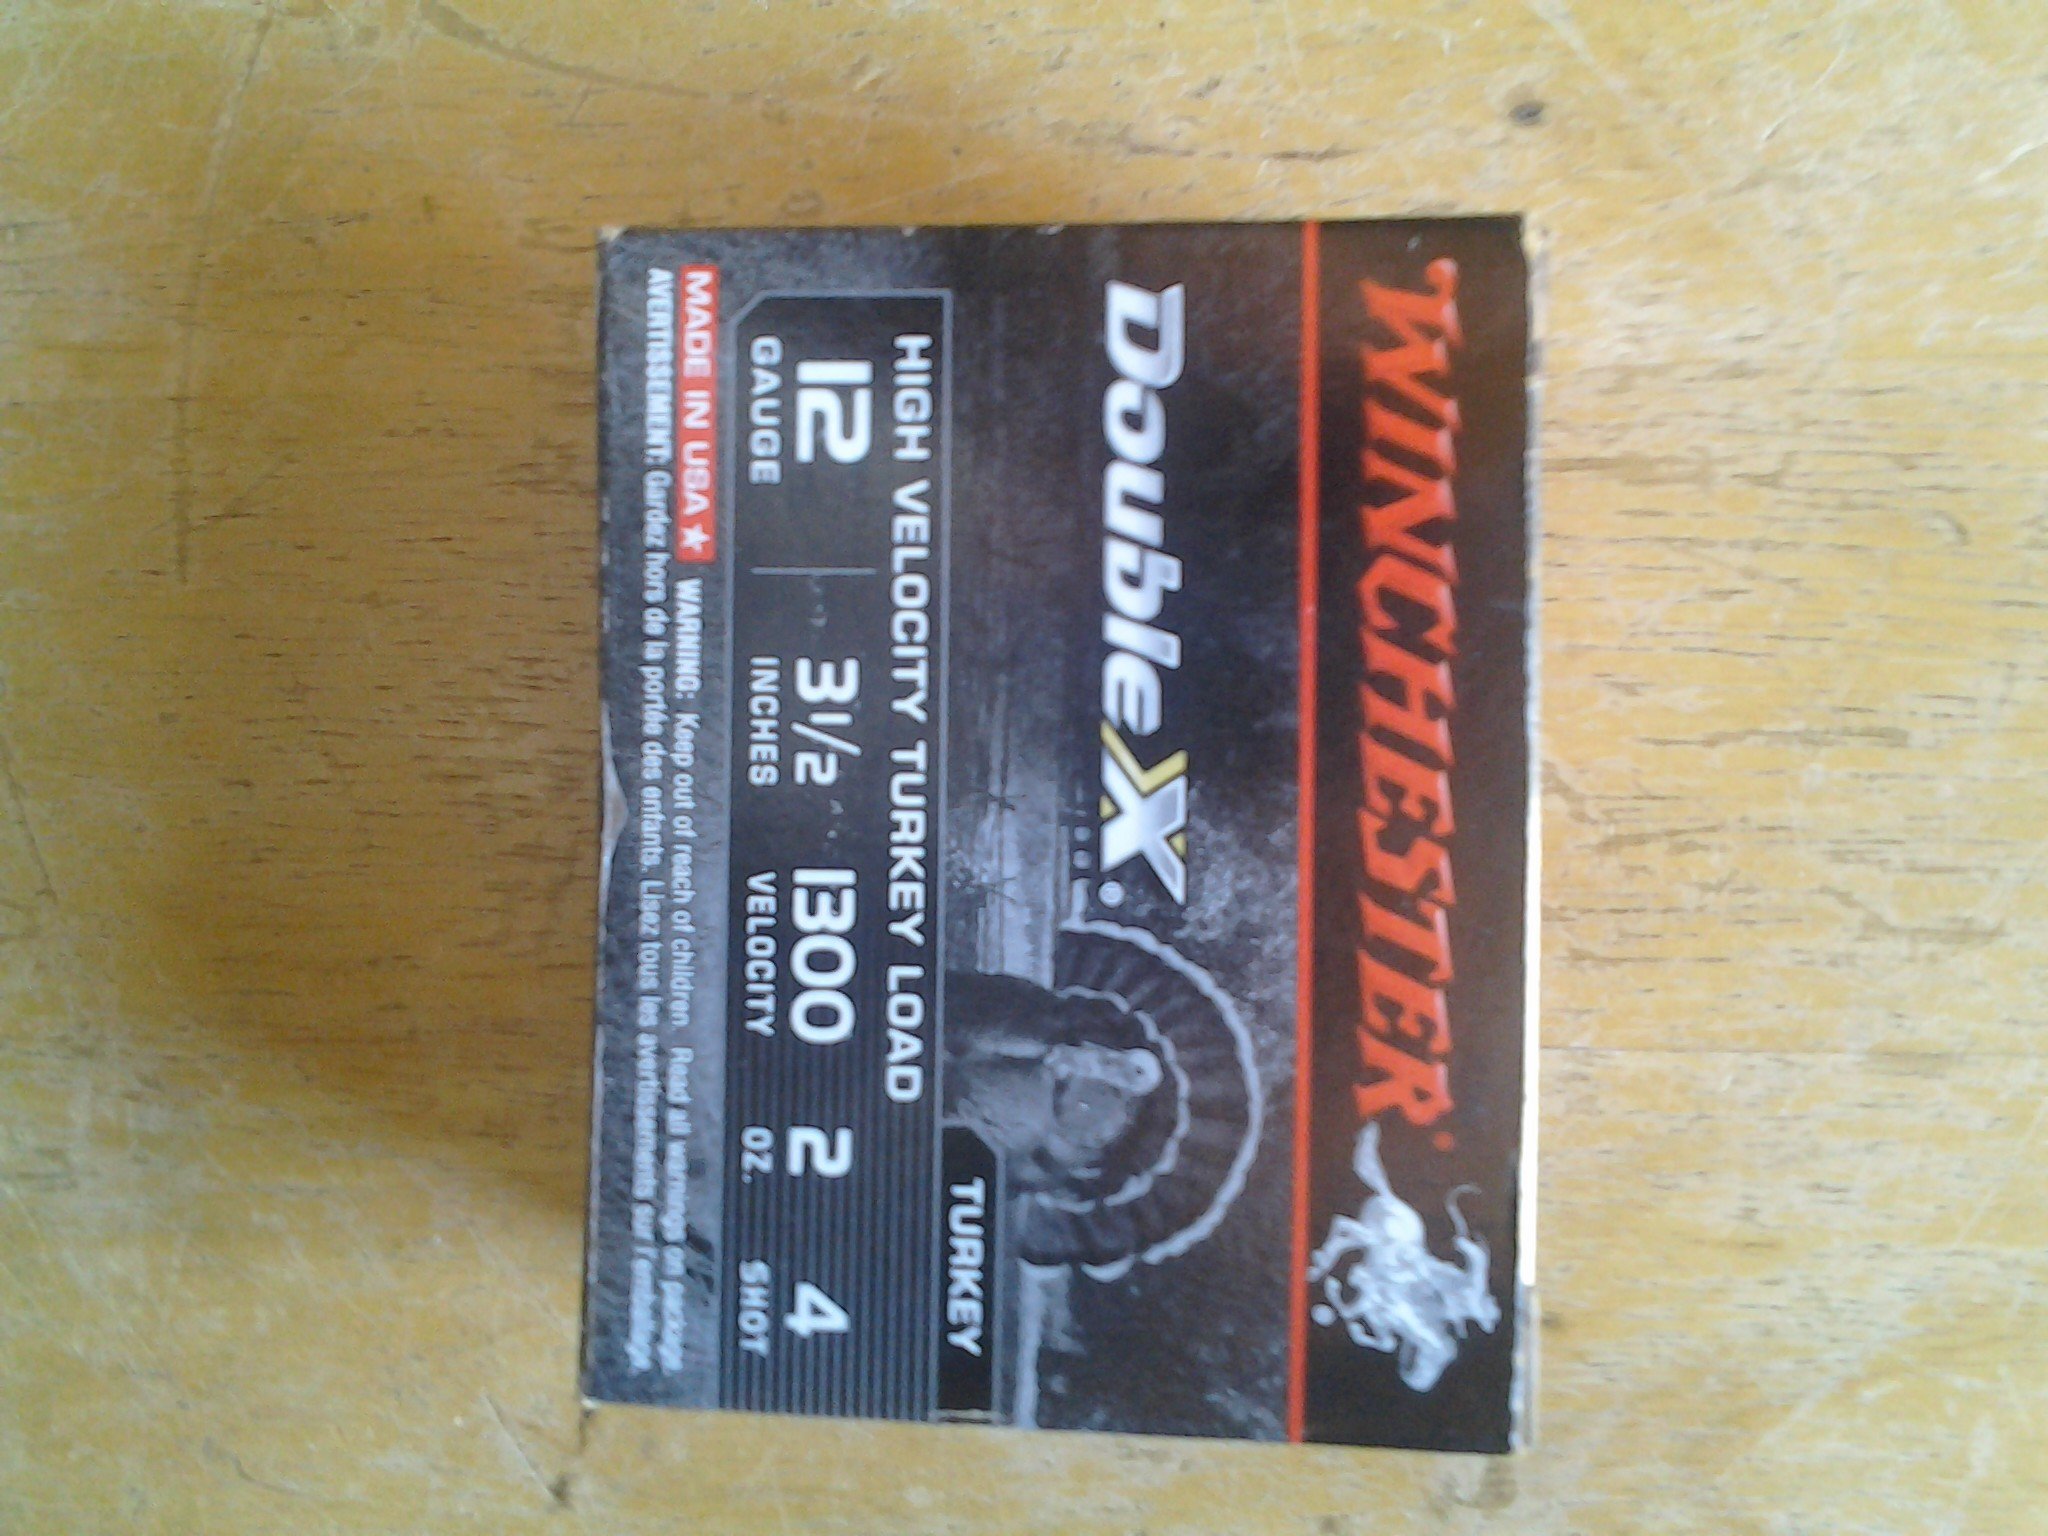 WINCHESTER
Double X®
TURKEY
HIGH VELOCITY TURKEY LOAD
12 3 1/2 1300 2 4
GAUGE INCHES VELOCITY OZ. SHOT
MADE IN USA ★ WARNING: Keep out of reach of children. Read all warnings on package.
AVERTISSEMENT: Gardez hors de la portée des enfants. Lisez tous les avertissements sur l'emballage.